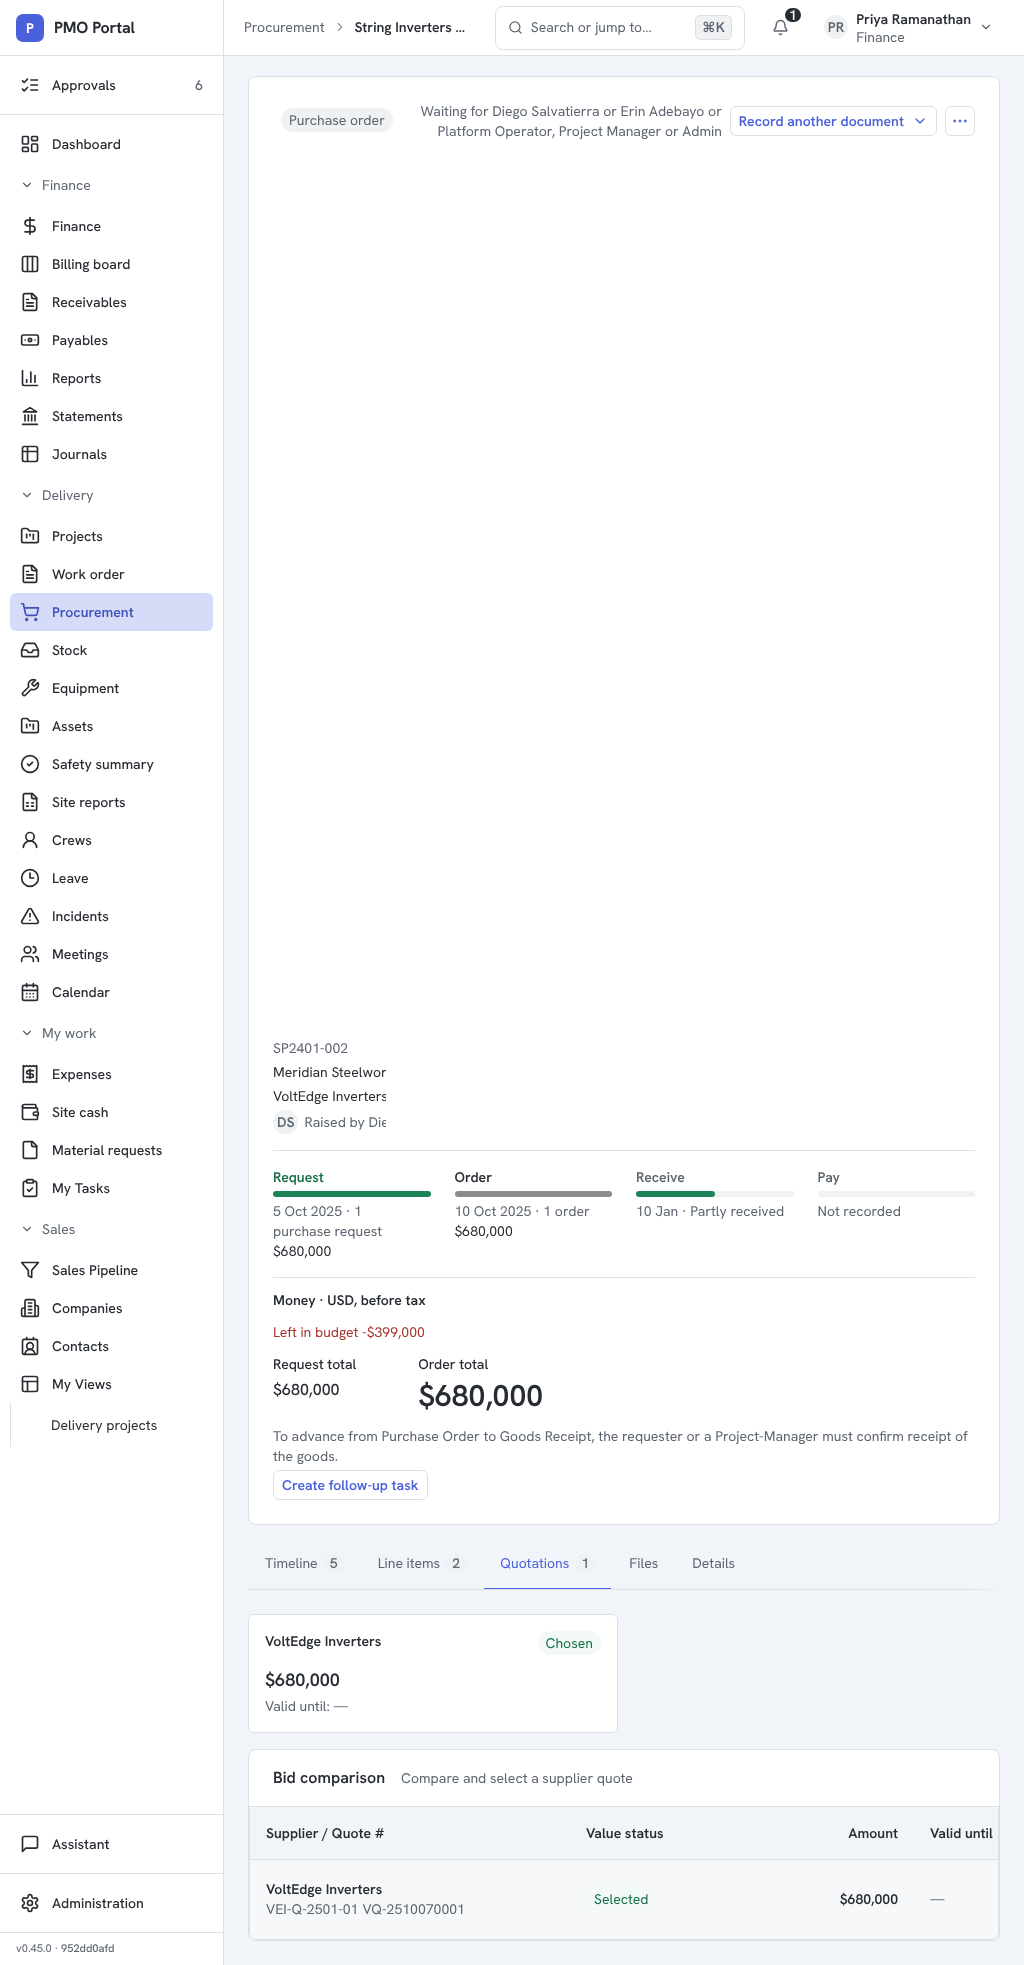 P PMO Portal
Procurement > String Inverters ...
Search or jump to... ⌘K
1
PR Priya Ramanathan
Finance
Approvals 6
Dashboard
Finance
Finance
Billing board
Receivables
Payables
Reports
Statements
Journals
Delivery
Projects
Work order
Procurement
Stock
Equipment
Assets
Safety summary
Site reports
Crews
Leave
Incidents
Meetings
Calendar
My work
Expenses
Site cash
Material requests
My Tasks
Sales
Sales Pipeline
Companies
Contacts
My Views
Delivery projects
Assistant
Administration
v0.45.0 · 952dd0afd
Purchase order
Waiting for Diego Salvatierra or Erin Adebayo or
Platform Operator, Project Manager or Admin
Record another document
SP2401-002
Meridian Steelwor
VoltEdge Inverters
DS Raised by Die
Request
5 Oct 2025 · 1
purchase request
$680,000
Order
10 Oct 2025 · 1 order
$680,000
Receive
10 Jan · Partly received
Pay
Not recorded
Money · USD, before tax
Left in budget -$399,000
Request total
$680,000
Order total
$680,000
To advance from Purchase Order to Goods Receipt, the requester or a Project-Manager must confirm receipt of
the goods.
Create follow-up task
Timeline 5 Line items 2 Quotations 1 Files Details
VoltEdge Inverters Chosen
$680,000
Valid until: —
Bid comparison Compare and select a supplier quote
Supplier / Quote # Value status Amount Valid until
VoltEdge Inverters
VEI-Q-2501-01 VQ-2510070001
Selected $680,000 —